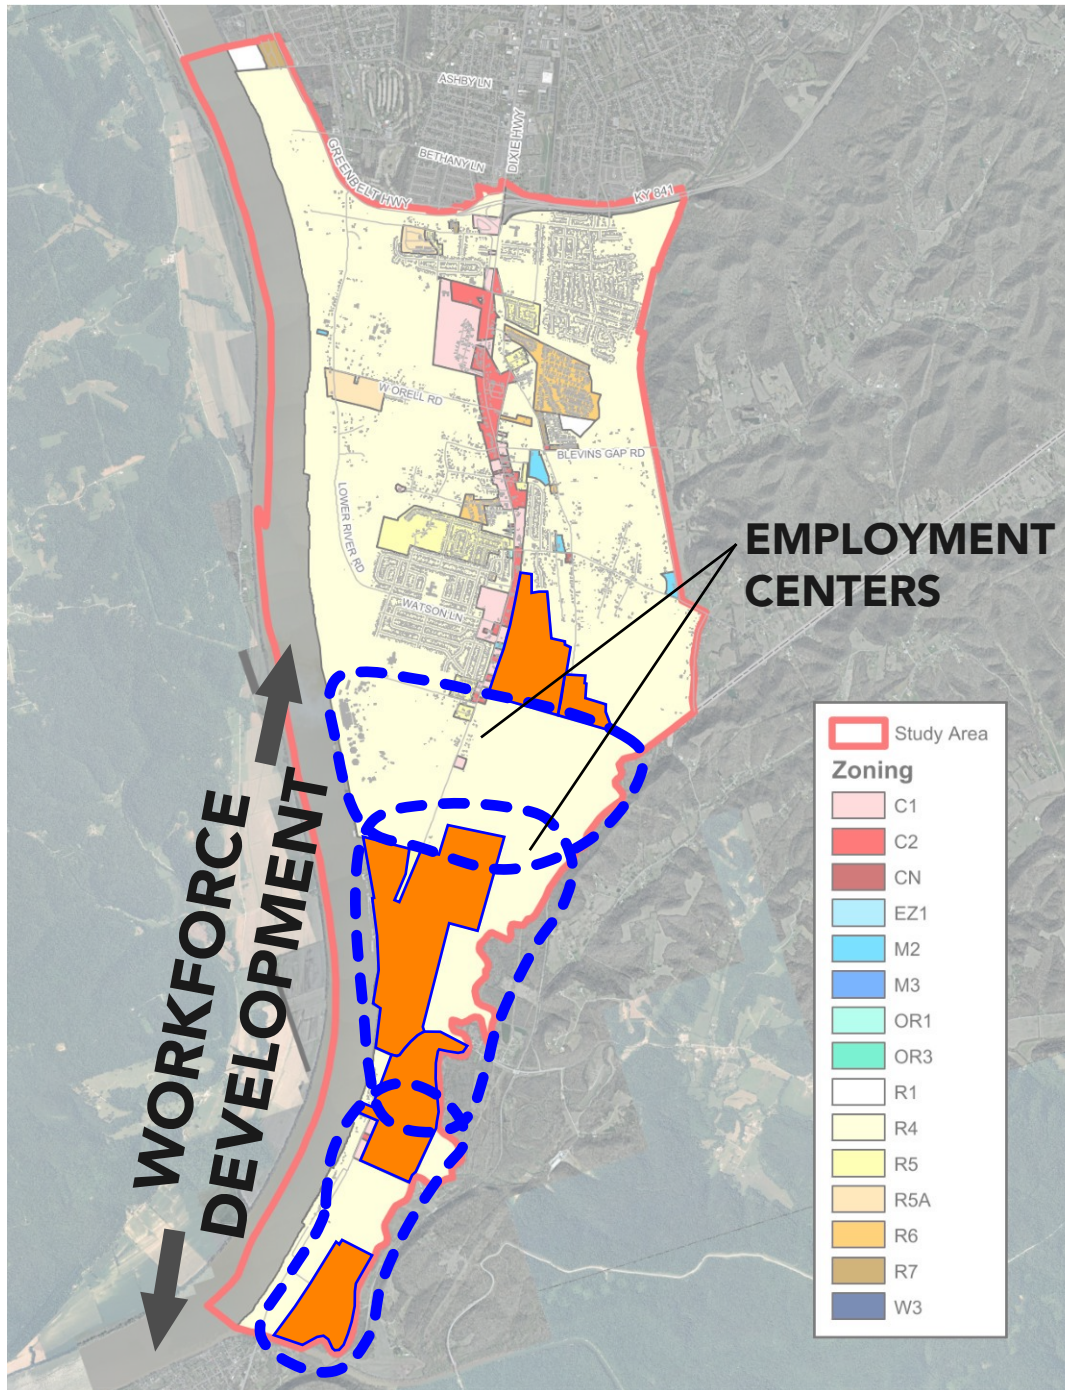 ASHBY LN
DIXIE HWY
BETHANY LN
GREENBELT HWY
KY 841
W ORELL RD
BLEVINS GAP RD
LOWER RIVER RD
WATSON LN
EMPLOYMENT
CENTERS
WORKFORCE
DEVELOPMENT
Study Area
Zoning
C1
C2
CN
EZ1
M2
M3
OR1
OR3
R1
R4
R5
R5A
R6
R7
W3